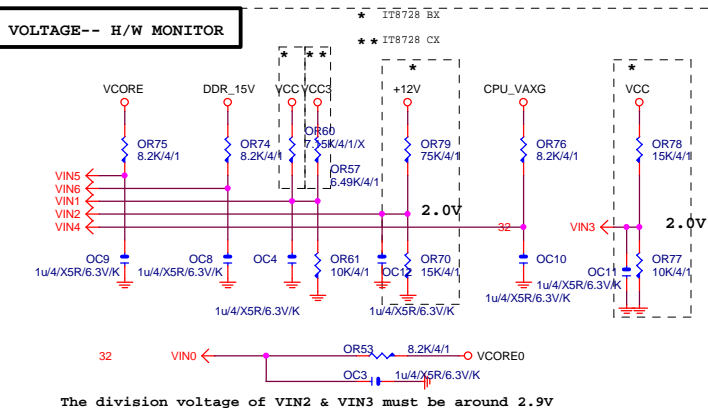 VOLTAGE-- H/W MONITOR
* IT8728 BX
** IT8728 CX
* ** * *
VCORE DDR_15V VCC VCC3 +12V CPU_VAXG VCC
OR75 8.2K/4/1
OR74 8.2K/4/1
OR60 7.15K/4/1/X
OR57 6.49K/4/1
OR79 75K/4/1
OR76 8.2K/4/1
OR78 15K/4/1
VIN5
VIN6
VIN1
VIN2
VIN4
2.0V
32
VIN3
2.0V
OC9 1u/4/X5R/6.3V/K
OC8 1u/4/X5R/6.3V/K
OC4 1u/4/X5R/6.3V/K
OR61 10K/4/1
OC12 1u/4/X5R/6.3V/K
OR70 15K/4/1
OC10 1u/4/X5R/6.3V/K
OC11 1u/4/X5R/6.3V/K
OR77 10K/4/1
32 VIN0
OR53 8.2K/4/1
VCORE0
OC3 1u/4/X5R/6.3V/K
The division voltage of VIN2 & VIN3 must be around 2.9V